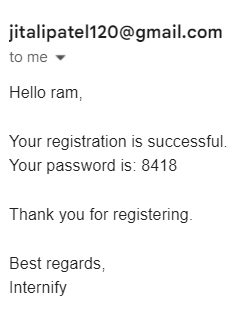 jitalipatel120@gmail.com
to me
Hello ram,
Your registration is successful.
Your password is: 8418
Thank you for registering.
Best regards,
Internify